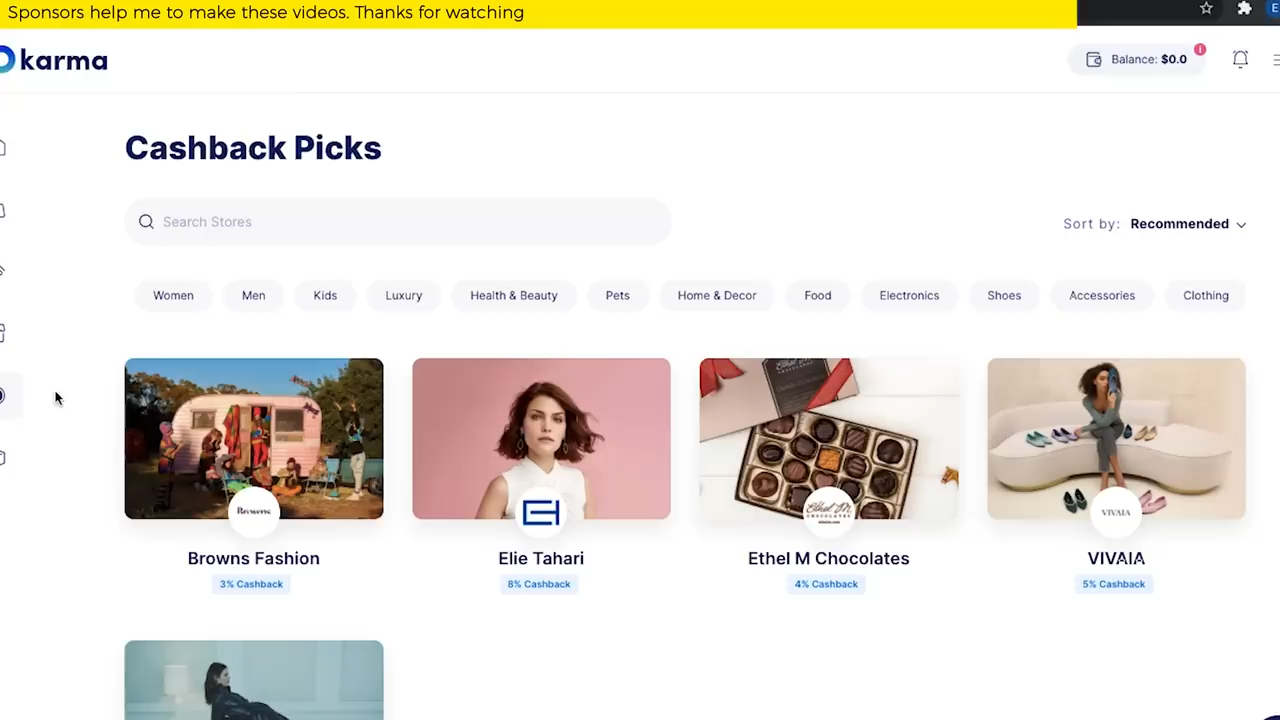 Sponsors help me to make these videos. Thanks for watching
E
karma
Balance: $0.0
Cashback Picks
Search Stores
Sort by: Recommended
Women Men Kids Luxury Health & Beauty Pets Home & Decor Food Electronics Shoes Accessories Clothing
Browns
Ethel M
CHOCOLATES
VIVAIA
Browns Fashion Elie Tahari Ethel M Chocolates VIVAIA
3% Cashback 8% Cashback 4% Cashback 5% Cashback